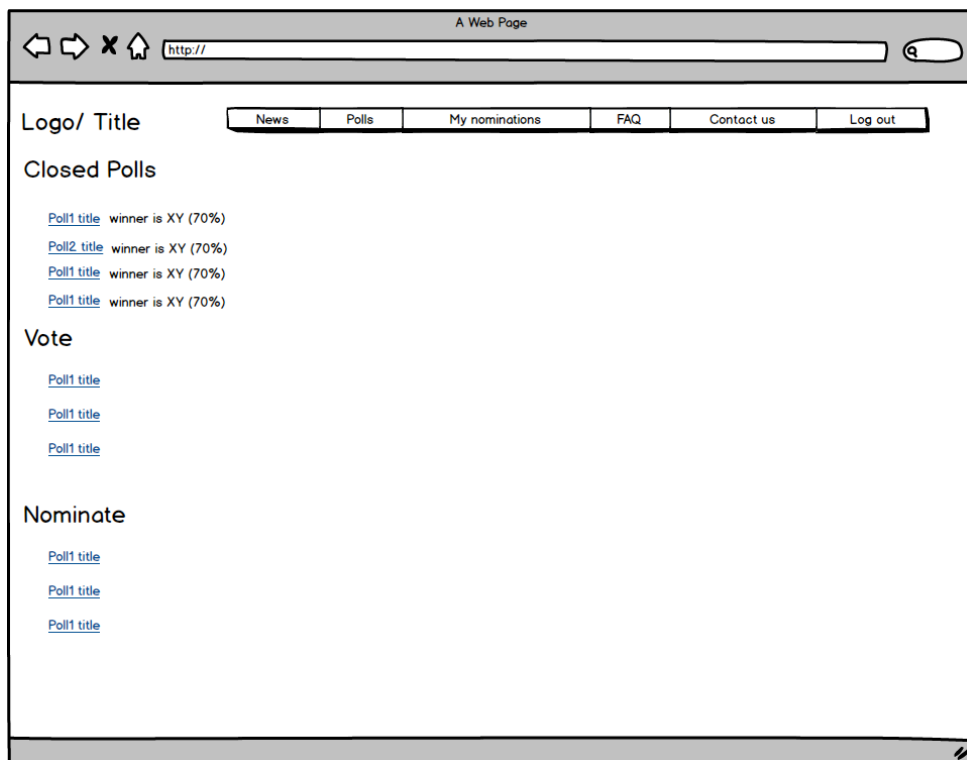 A Web Page
http://
Logo/ Title
News Polls My nominations FAQ Contact us Log out
Closed Polls
Poll1 title winner is XY (70%)
Poll2 title winner is XY (70%)
Poll1 title winner is XY (70%)
Poll1 title winner is XY (70%)
Vote
Poll1 title
Poll1 title
Poll1 title
Nominate
Poll1 title
Poll1 title
Poll1 title